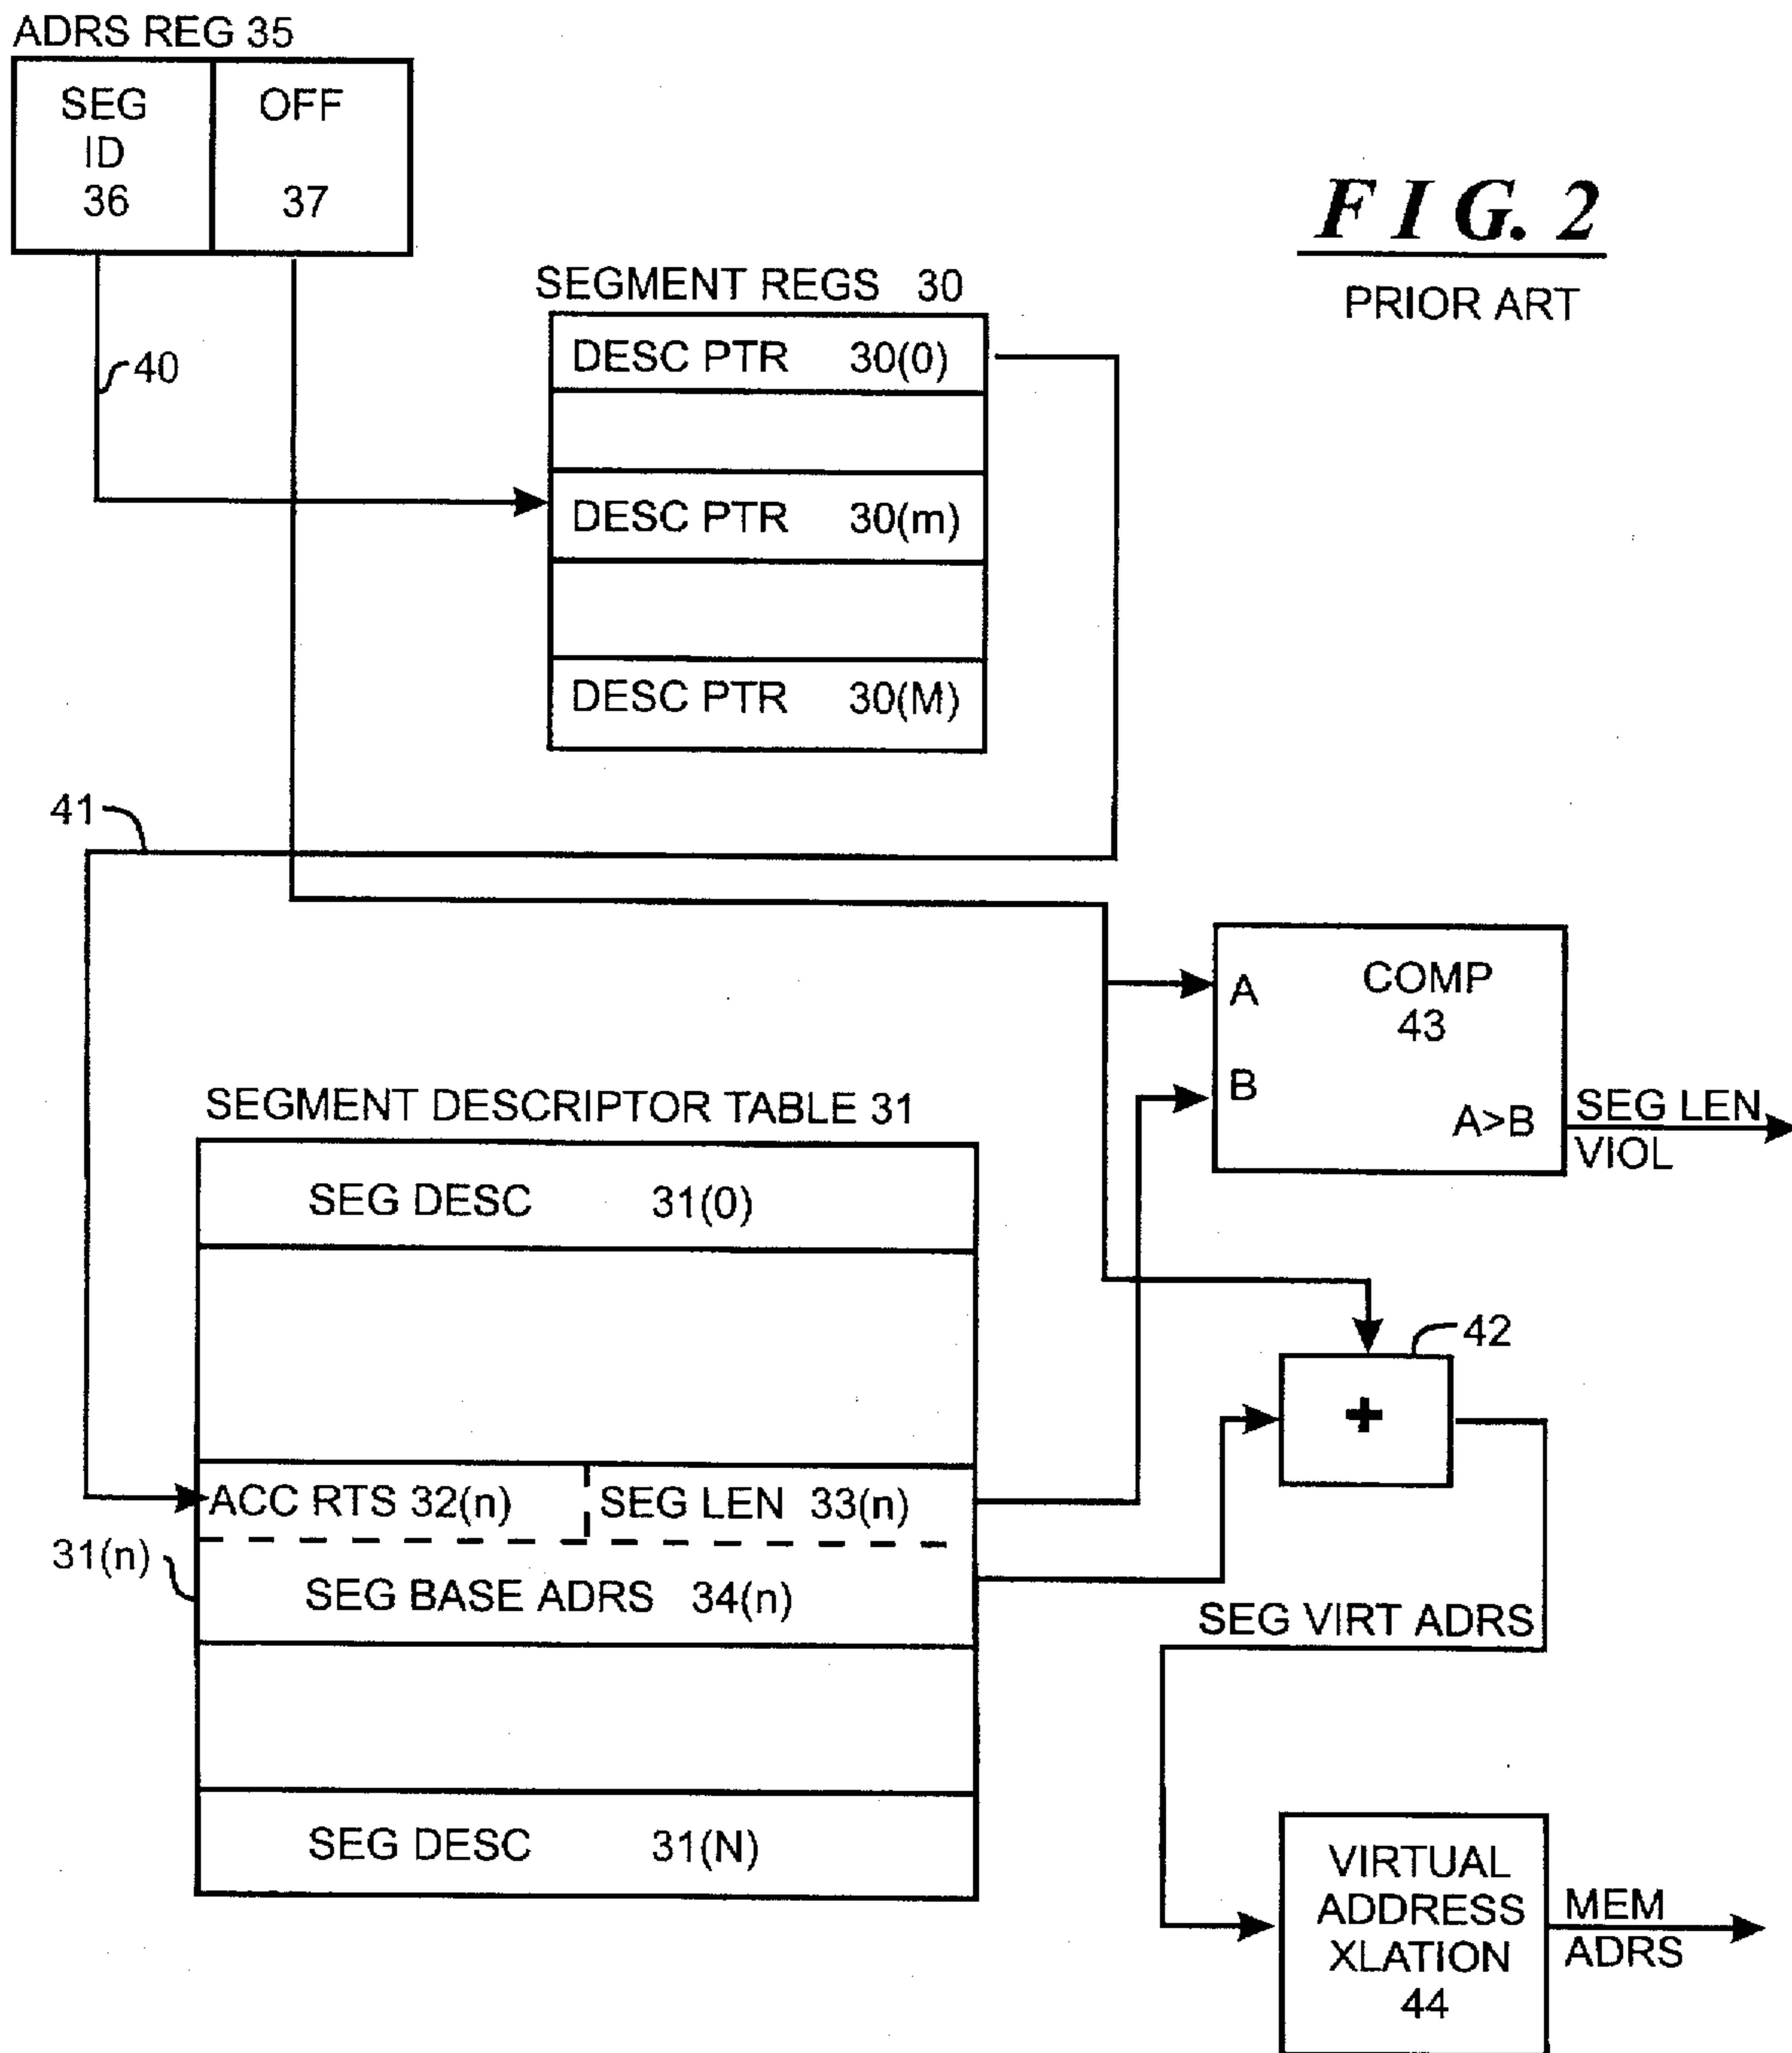 ADRS REG 35
SEG
ID
36
OFF
37
FIG. 2
PRIOR ART
SEGMENT REGS 30
DESC PTR 30(0)
40
DESC PTR 30(m)
DESC PTR 30(M)
41
COMP
43
A
B
A>B
SEG LEN
VIOL
SEGMENT DESCRIPTOR TABLE 31
SEG DESC 31(0)
42
+
ACC RTS 32(n)
SEG LEN 33(n)
31(n)
SEG BASE ADRS 34(n)
SEG VIRT ADRS
SEG DESC 31(N)
VIRTUAL
ADDRESS
XLATION
44
MEM
ADRS